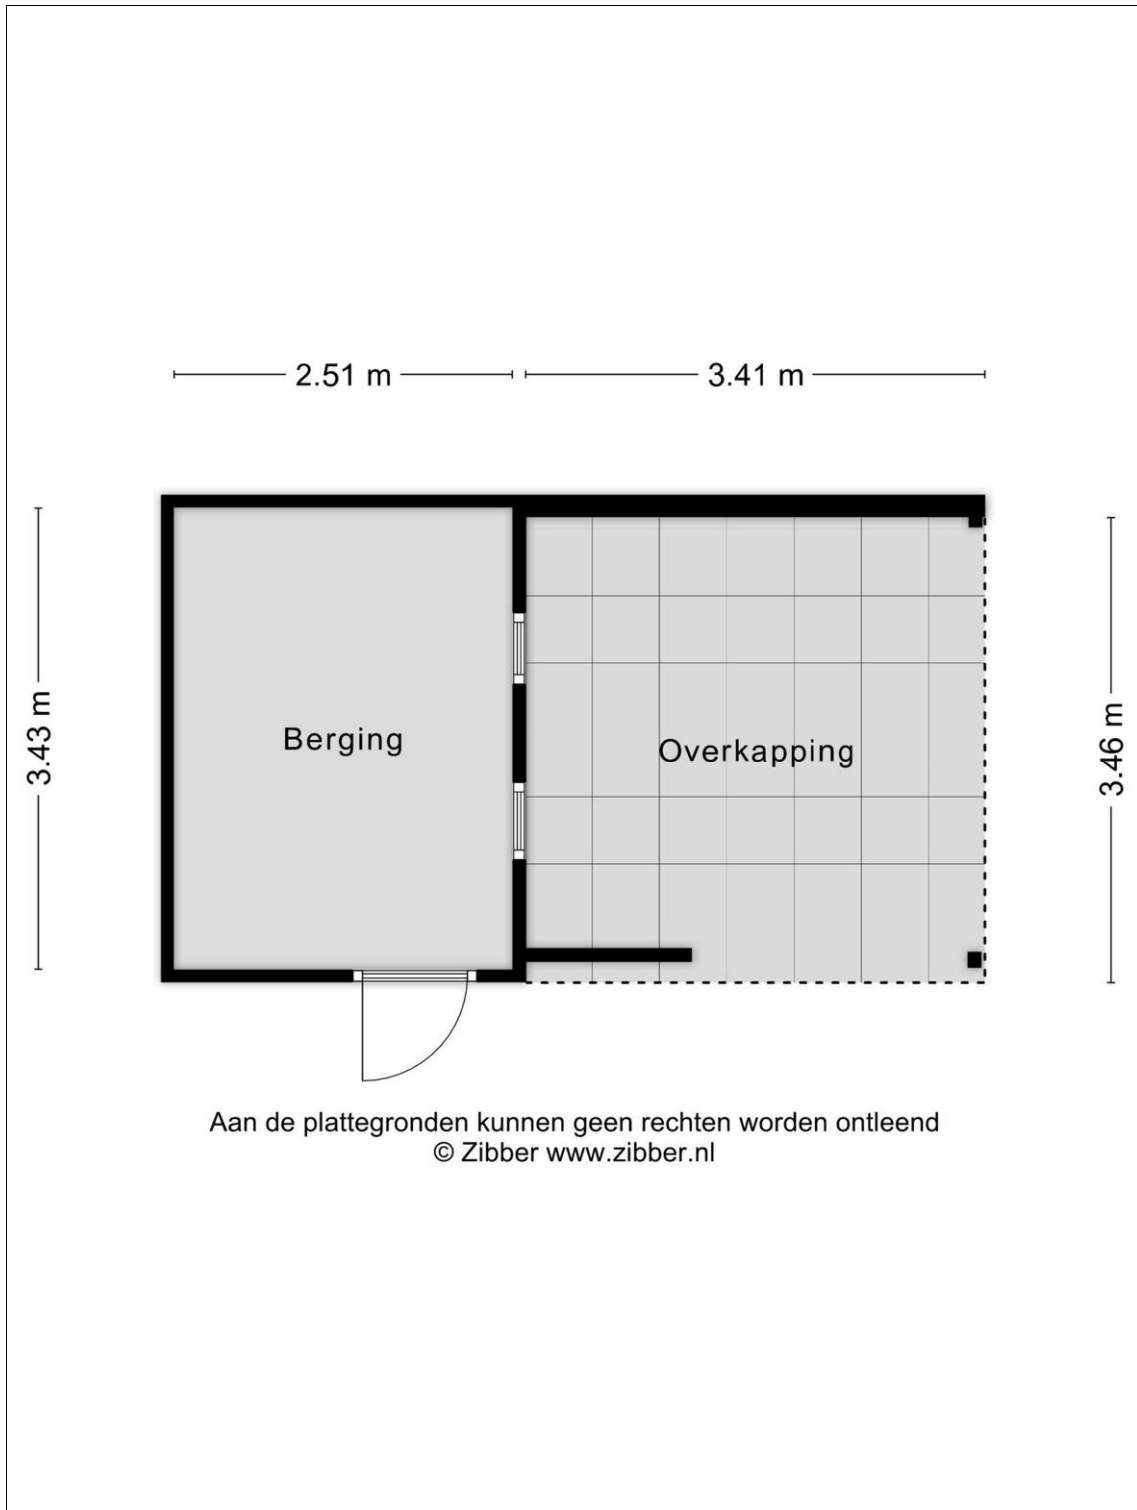 2.51 m
3.41 m
3.43 m
Berging
Overkapping
3.46 m
Aan de plattegronden kunnen geen rechten worden ontleend
© Zibber www.zibber.nl